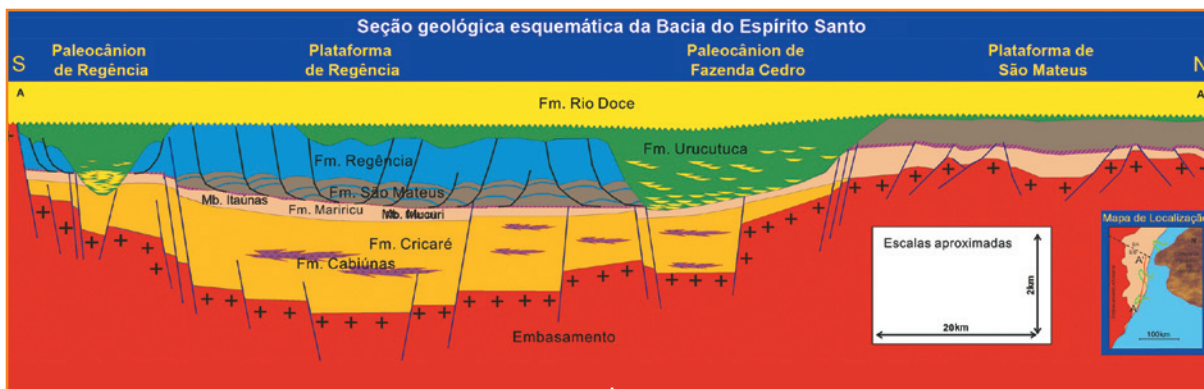 Seção geológica esquemática da Bacia do Espírito Santo
Paleocânion
de Regência
Plataforma
de Regência
Paleocânion de
Fazenda Cedro
Plataforma de
São Mateus
S
N
A
A
Fm. Rio Doce
Fm. Regência
Fm. Urucutuca
Fm. São Mateus
Mb. Itaúnas
Fm. Mariricu
Fm. Cricaré
Fm. Cabiúnas
Embasamento
Escalas aproximadas
2km
20km
Mapa de Localização
A'
100km